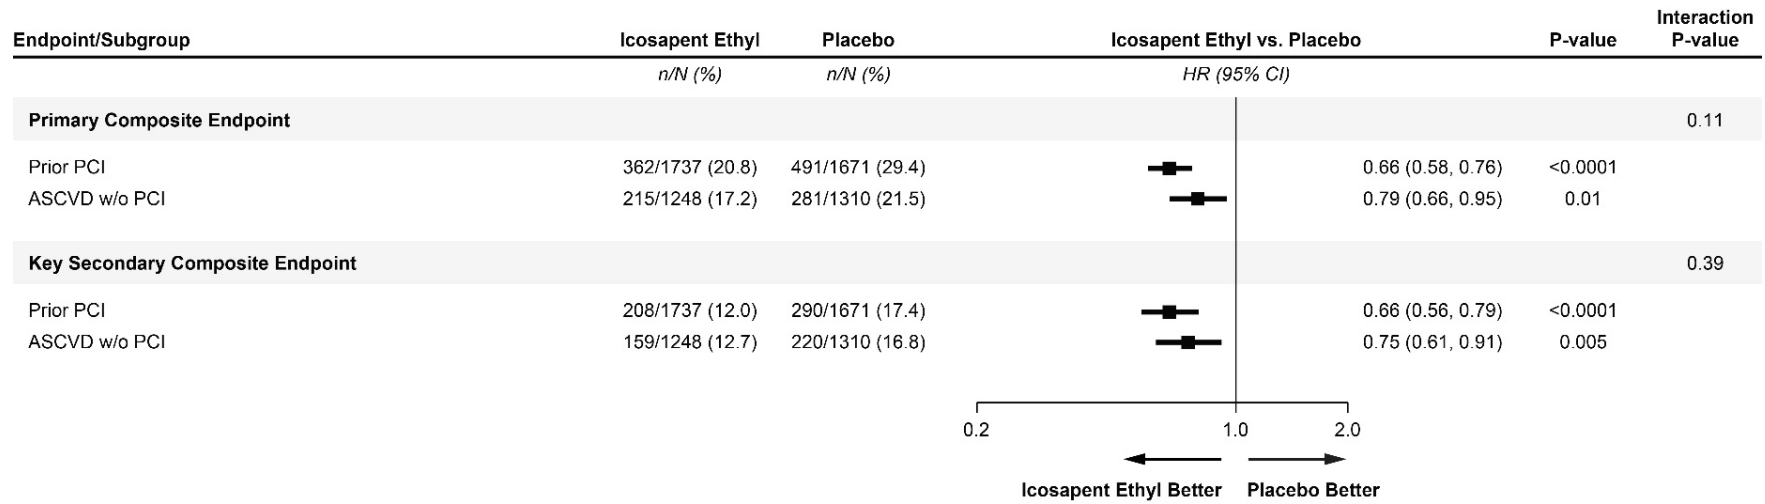 Endpoint/Subgroup Icosapent Ethyl Placebo Icosapent Ethyl vs. Placebo P-value Interaction P-value
n/N (%) n/N (%) HR (95% CI)
Primary Composite Endpoint 0.11
Prior PCI 362/1737 (20.8) 491/1671 (29.4) 0.66 (0.58, 0.76) <0.0001
ASCVD w/o PCI 215/1248 (17.2) 281/1310 (21.5) 0.79 (0.66, 0.95) 0.01
Key Secondary Composite Endpoint 0.39
Prior PCI 208/1737 (12.0) 290/1671 (17.4) 0.66 (0.56, 0.79) <0.0001
ASCVD w/o PCI 159/1248 (12.7) 220/1310 (16.8) 0.75 (0.61, 0.91) 0.005
0.2 1.0 2.0
Icosapent Ethyl Better Placebo Better